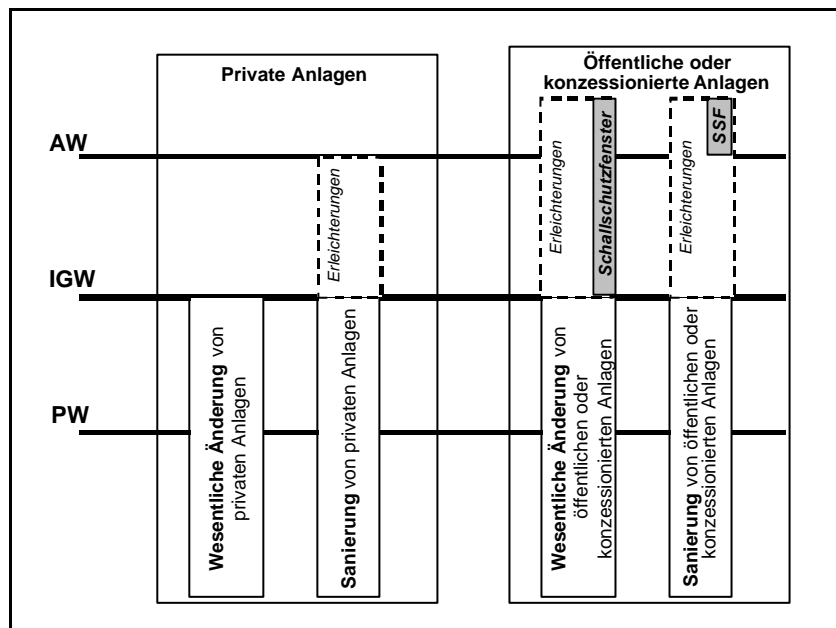 Private Anlagen
Öffentliche oder
konzessionierte Anlagen
AW
IGW
PW
Erleichterungen
Erleichterungen
Schallschutzfenster
Erleichterungen
SSF
Wesentliche Änderung von
privaten Anlagen
Sanierung von privaten Anlagen
Wesentliche Änderung von
öffentlichen oder
konzessionierten Anlagen
Sanierung von öffentlichen oder
konzessionierten Anlagen